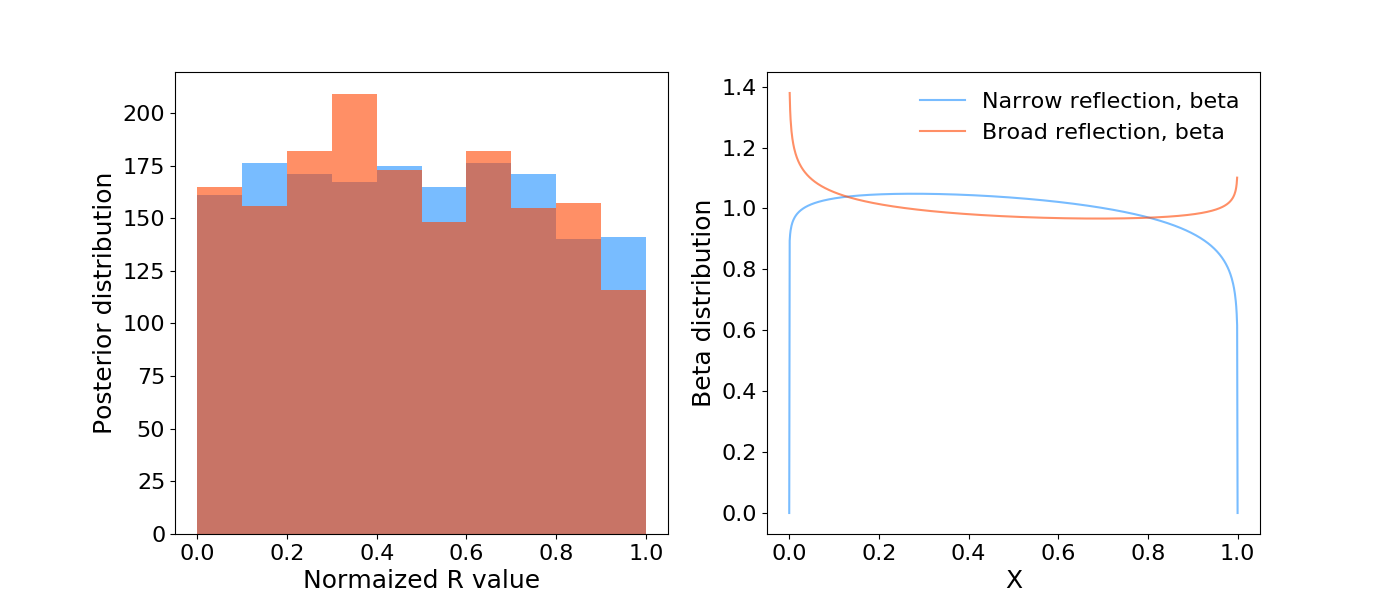 Posterior distribution
200
175
150
125
100
75
50
25
0
0.0 0.2 0.4 0.6 0.8 1.0
Normaized R value
Beta distribution
1.4
1.2
1.0
0.8
0.6
0.4
0.2
0.0
0.0 0.2 0.4 0.6 0.8 1.0
X
Narrow reflection, beta
Broad reflection, beta